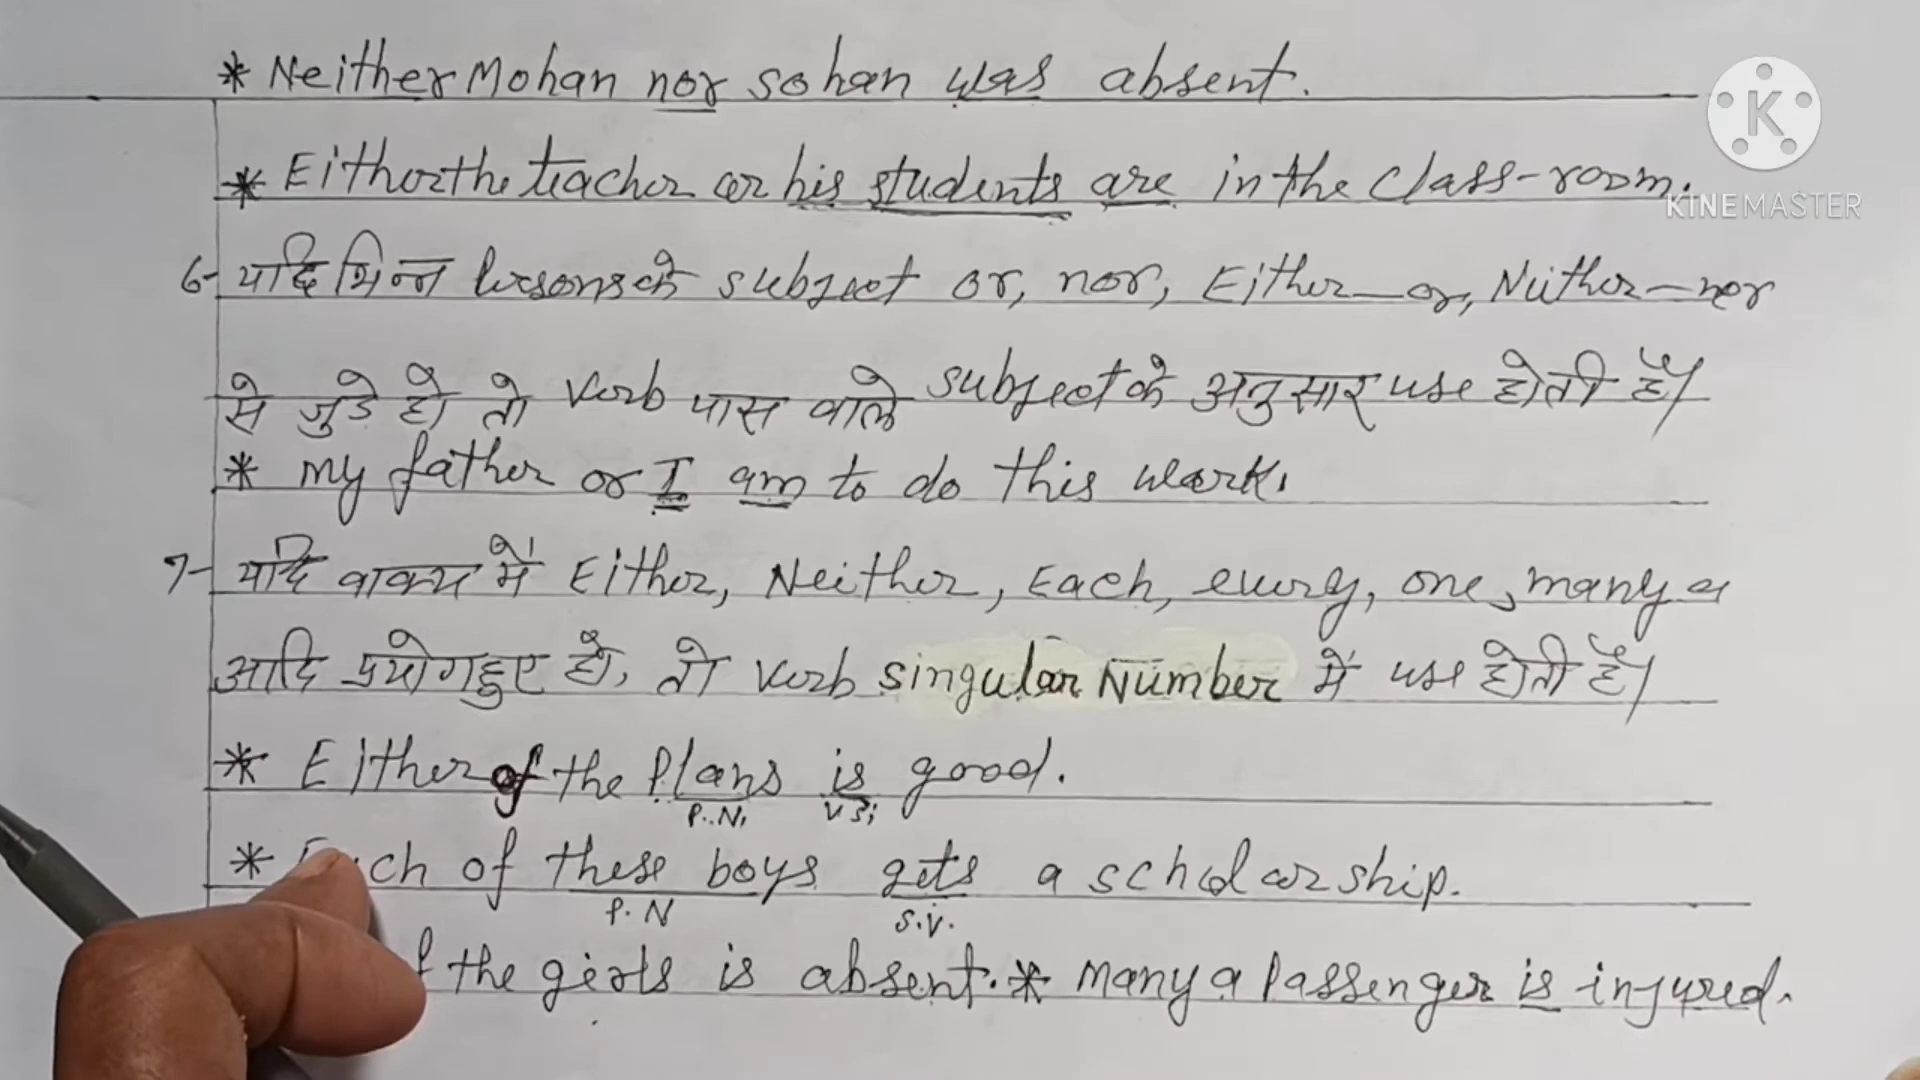 * Neither Mohan nor sohan was absent.
K
KINEMASTER
* Either the teacher or his students are in the class-room.
6- यदि भिन्न Persons के subject or, nor, Either—or, Neither—nor
से जुडे हो तो Verb पास वाले subject के अनुसार use होती है।
* my father or I am to do this work.
7- यदि वाक्य में Either, Neither, Each, every, one, many a
आदि प्रयोग हुए हो, तो Verb singular Number में use होती है।
* Either of the Plans is good.
P.N. V S.
* Each of these boys gets a scholarship.
P.N S.V.
the girls is absent. * Many a Passenger is injured.